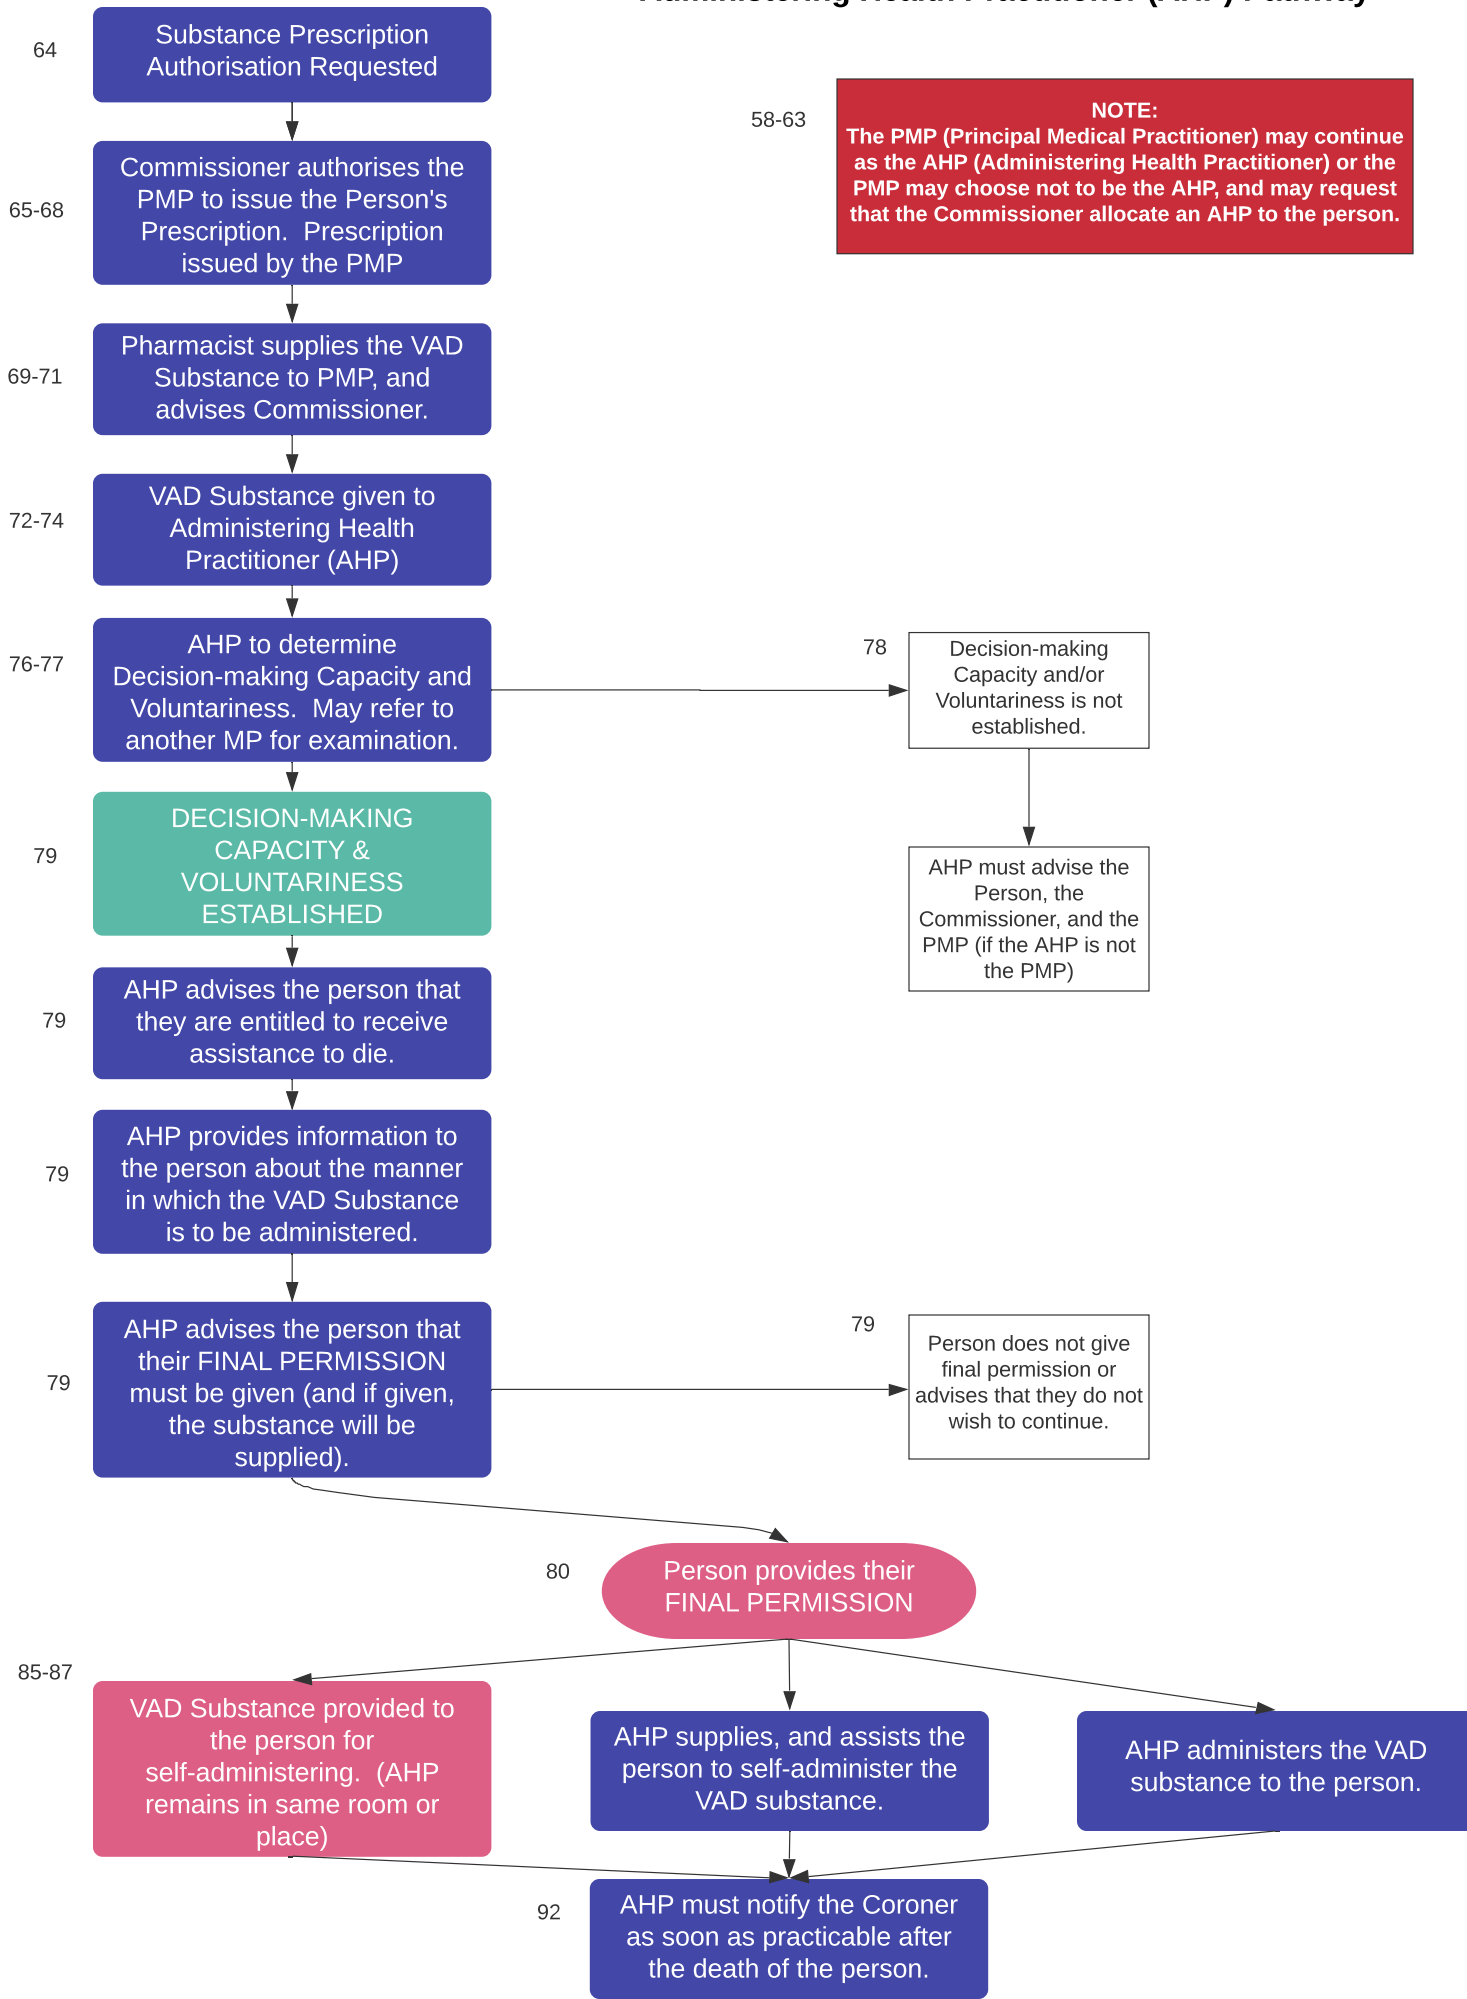 Administering Health Practitioner (AHP) Pathway
64
Substance Prescription
Authorisation Requested
58-63
NOTE:
The PMP (Principal Medical Practitioner) may continue
as the AHP (Administering Health Practitioner) or the
PMP may choose not to be the AHP, and may request
that the Commissioner allocate an AHP to the person.
65-68
Commissioner authorises the
PMP to issue the Person's
Prescription.  Prescription
issued by the PMP
69-71
Pharmacist supplies the VAD
Substance to PMP, and
advises Commissioner.
72-74
VAD Substance given to
Administering Health
Practitioner (AHP)
76-77
AHP to determine
Decision-making Capacity and
Voluntariness.  May refer to
another MP for examination.
78
Decision-making
Capacity and/or
Voluntariness is not
established.
79
DECISION-MAKING
CAPACITY &
VOLUNTARINESS
ESTABLISHED
AHP must advise the
Person, the
Commissioner, and the
PMP (if the AHP is not
the PMP)
79
AHP advises the person that
they are entitled to receive
assistance to die.
79
AHP provides information to
the person about the manner
in which the VAD Substance
is to be administered.
79
AHP advises the person that
their FINAL PERMISSION
must be given (and if given,
the substance will be
supplied).
79
Person does not give
final permission or
advises that they do not
wish to continue.
80
Person provides their
FINAL PERMISSION
85-87
VAD Substance provided to
the person for
self-administering.  (AHP
remains in same room or
place)
AHP supplies, and assists the
person to self-administer the
VAD substance.
AHP administers the VAD
substance to the person.
92
AHP must notify the Coroner
as soon as practicable after
the death of the person.